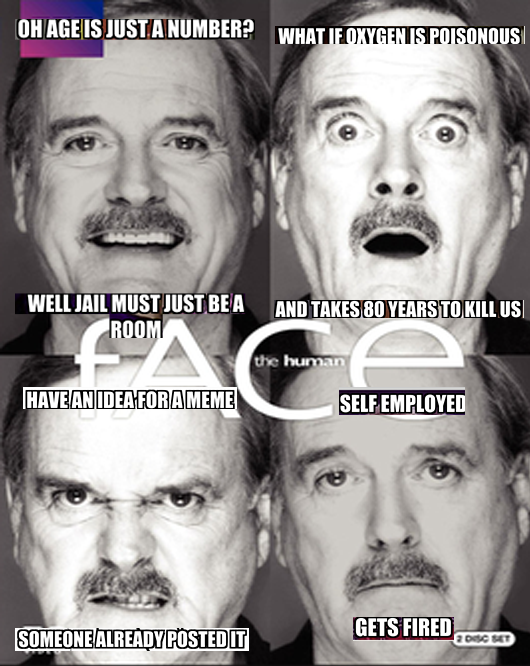 OH AGE IS JUST A NUMBER?
WHAT IF OXYGEN IS POISONOUS
WELL JAIL MUST JUST BE A
ROOM
AND TAKES 80 YEARS TO KILL US
fACe
the human
HAVE AN IDEA FOR A MEME
SELF EMPLOYED
SOMEONE ALREADY POSTED IT
GETS FIRED
2 DISC SET